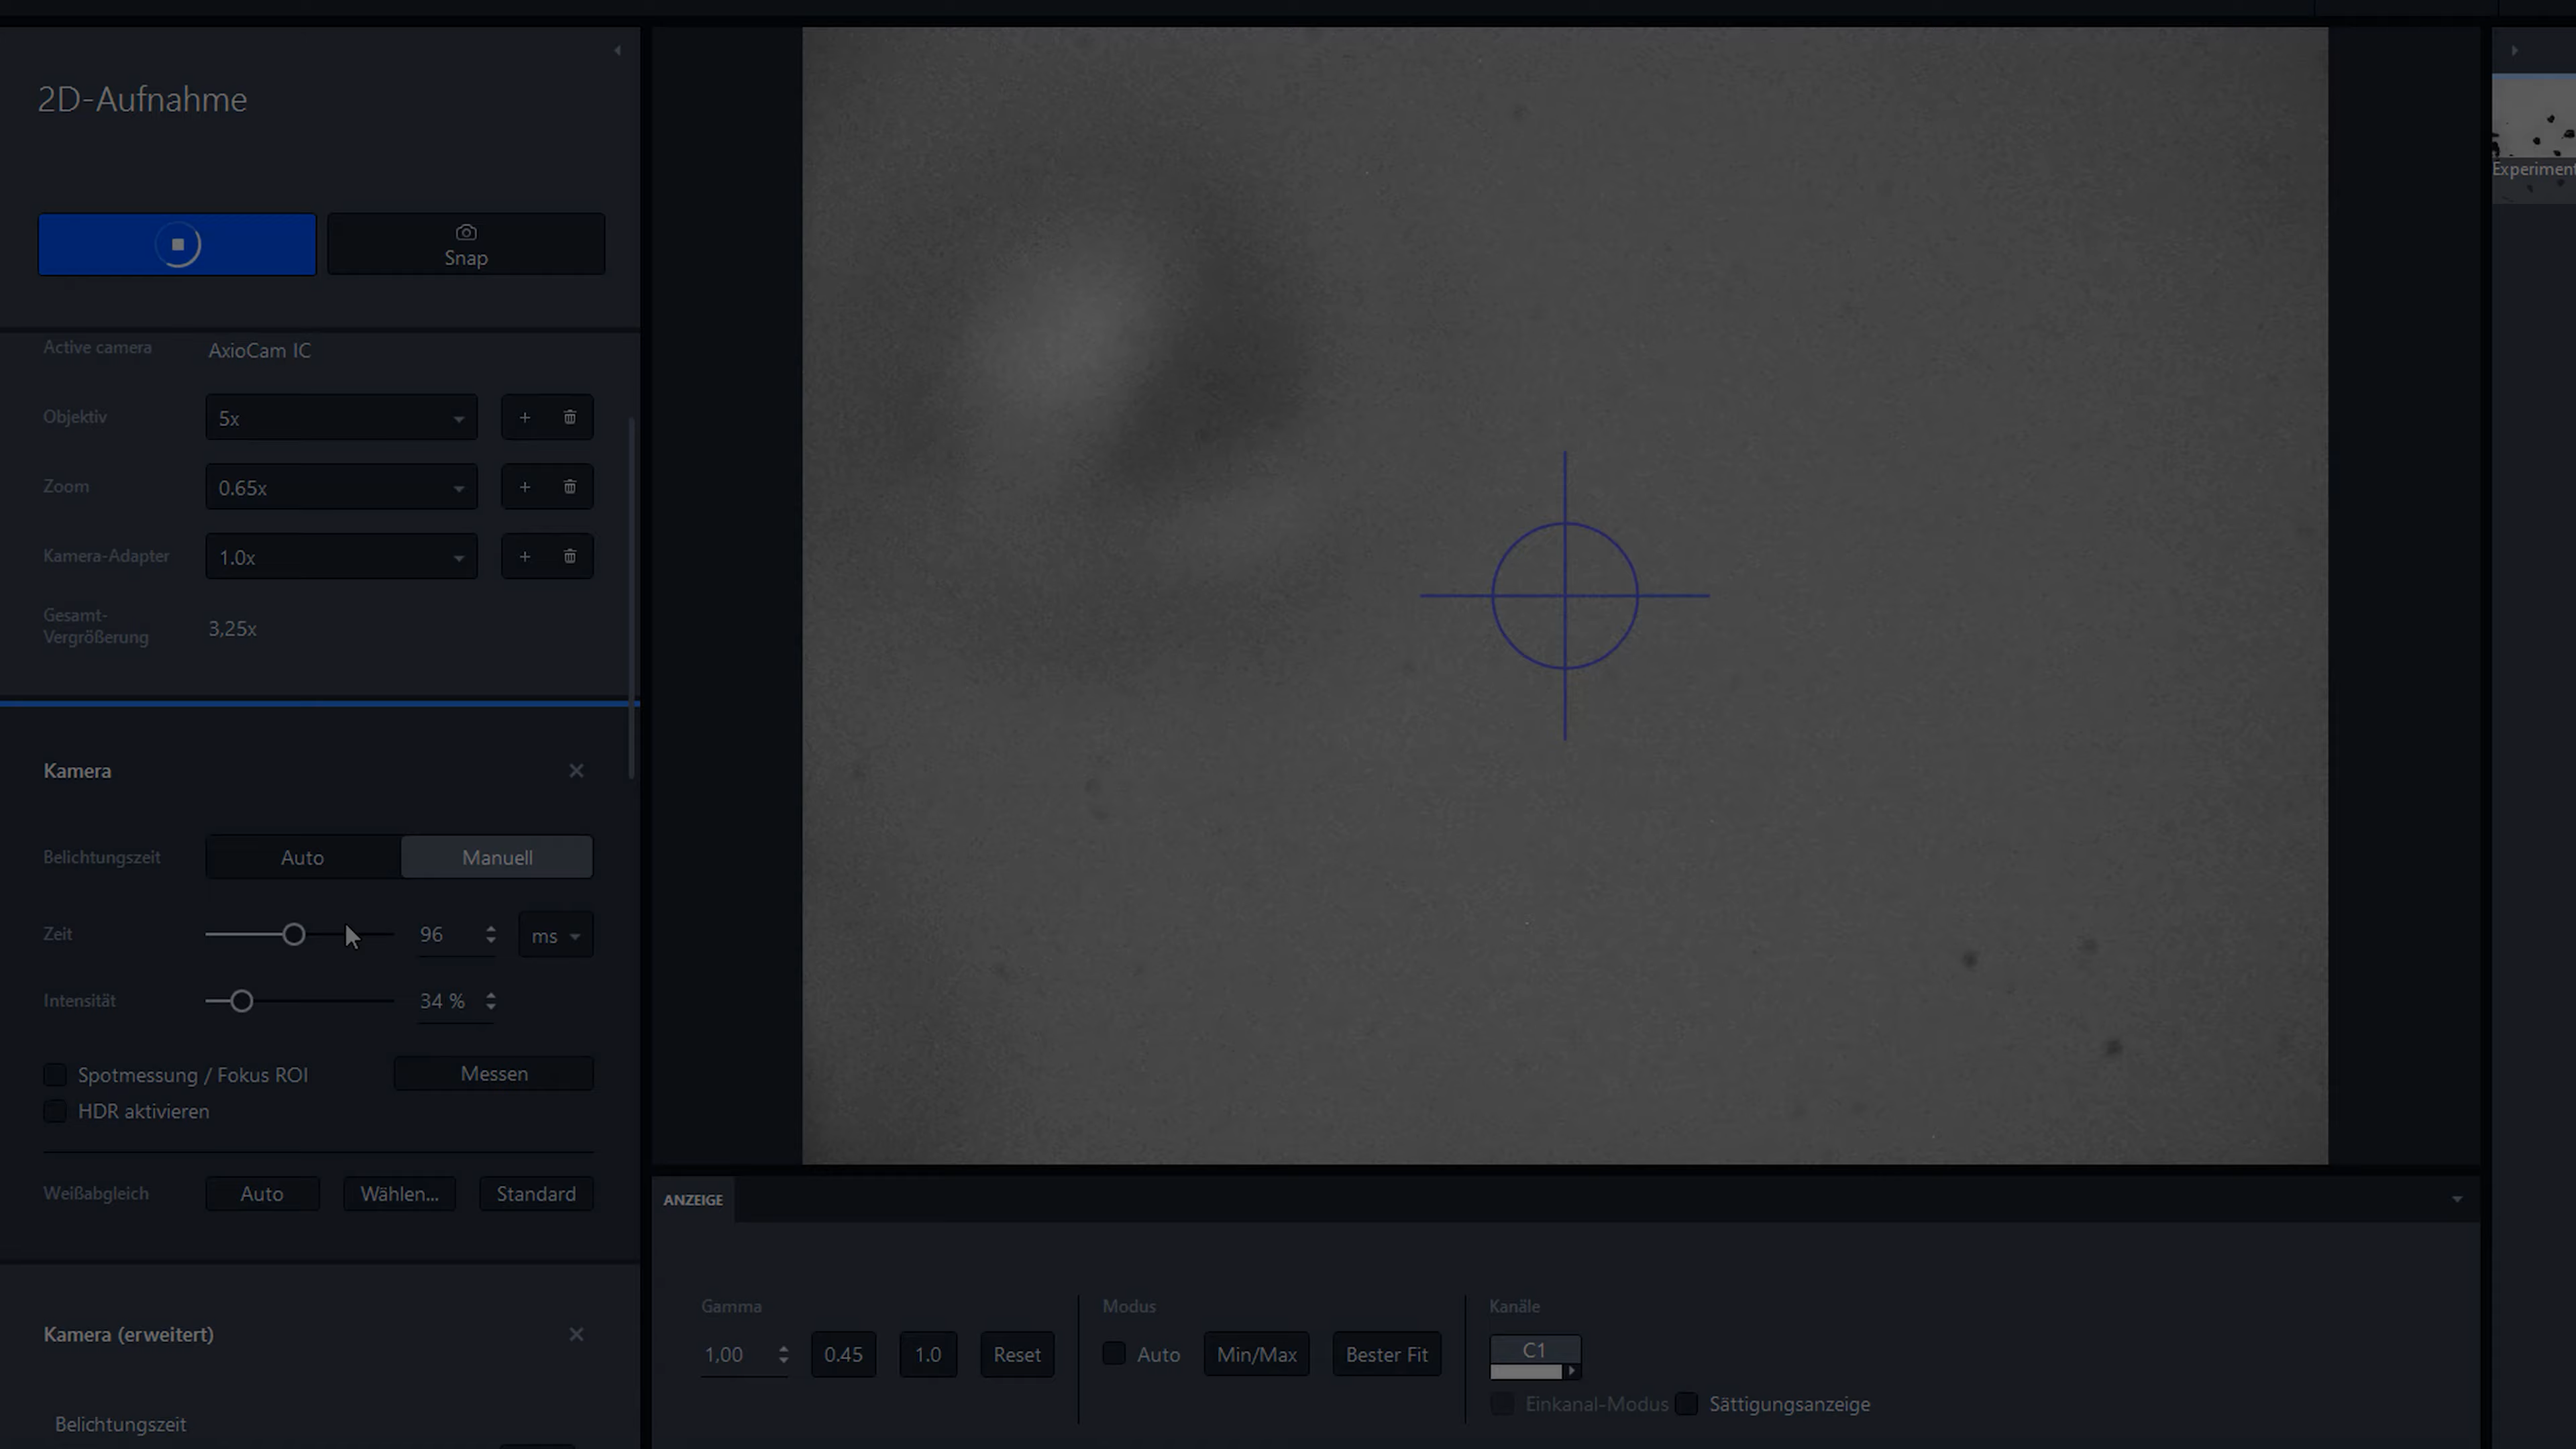 2D-Aufnahme
Snap
Active camera AxioCam IC
Objektiv 5x +
Zoom 0.65x +
Kamera-Adapter 1.0x +
Gesamt-
Vergrößerung 3,25x
Kamera
Belichtungszeit Auto Manuell
Zeit 96 ms
Intensität 34 %
Spotmessung / Fokus ROI Messen
HDR aktivieren
Weißabgleich Auto Wählen... Standard
Kamera (erweitert)
Belichtungszeit
ANZEIGE
Gamma
1,00 0.45 1.0 Reset
Modus
Auto Min/Max Bester Fit
Kanäle
C1
Einkanal-Modus Sättigungsanzeige
Experiment